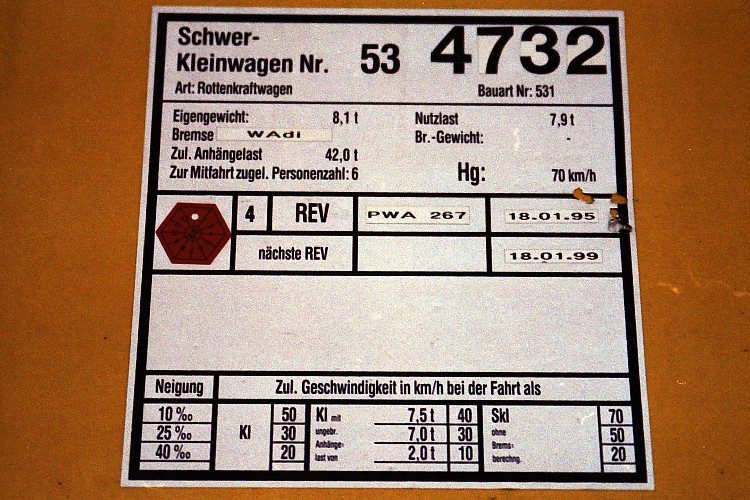 Schwer-
Kleinwagen Nr. 53 4732
Art: Rottenkraftwagen Bauart Nr: 531
Eigengewicht: 8,1 t Nutzlast 7,9 t
Bremse WAdi Br.-Gewicht: -
Zul. Anhängelast 42,0 t
Zur Mitfahrt zugel. Personenzahl: 6 Hg: 70 km/h
4 REV PWA 267 18.01.95
nächste REV 18.01.99
Neigung Zul. Geschwindigkeit in km/h bei der Fahrt als
10 ‰ 50 Kl mit 7,5 t 40 Skl 70
25 ‰ Kl 30 ungebr. 7,0 t 30 ohne 50
40 ‰ 20 Anhänge- 2,0 t 10 Brems- 20
last von berechng.